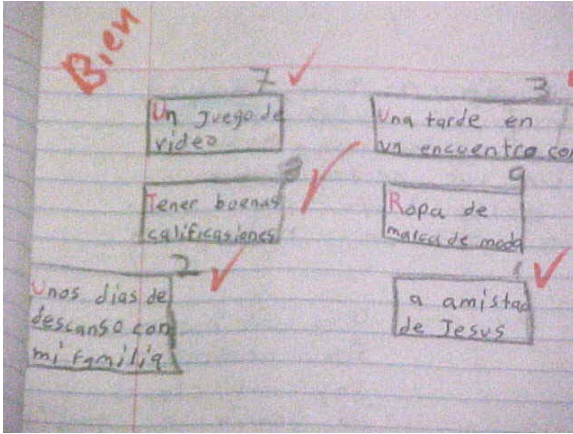 Bien
7
Un Juego de
video
3
Una tarde en
un encuentro con
8
Tener buenas
calificasiones
9
Ropa de
marca de moda
2
Unos dias de
descanso con
mi familia
1
a amistad
de Jesus